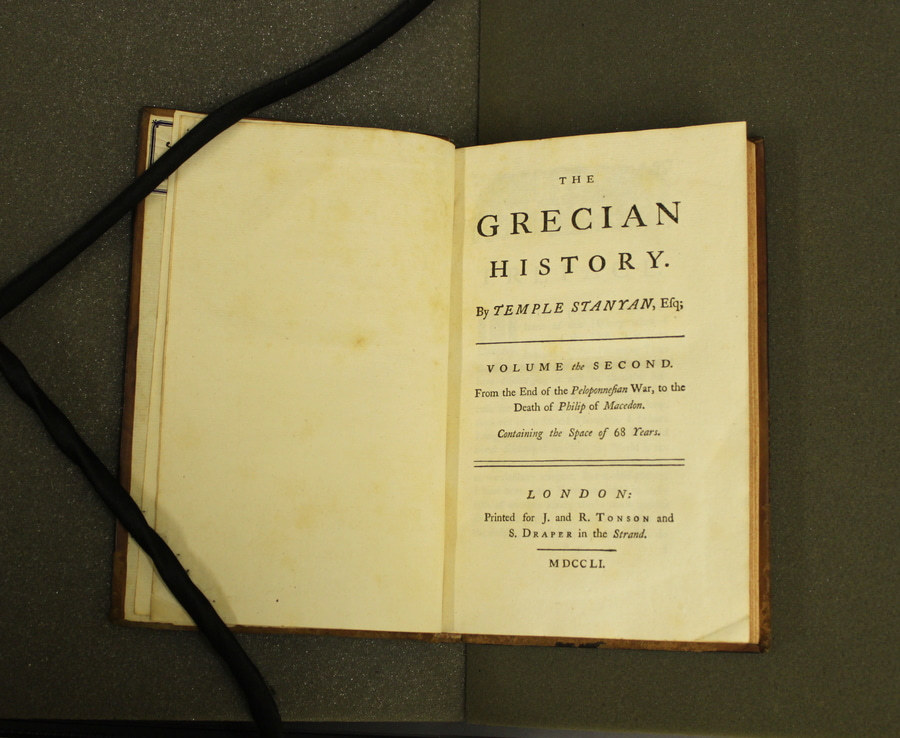 THE
GRECIAN
HISTORY.
By TEMPLE STANYAN, Eſq;
VOLUME the SECOND.
From the End of the Peloponneſian War, to the
Death of Philip of Macedon.
Containing the Space of 68 Years.
LONDON:
Printed for J. and R. TONSON and
S. DRAPER in the Strand.
MDCCLI.